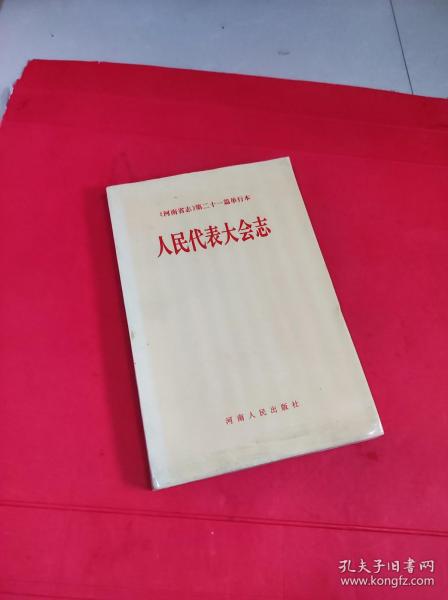 《河南省志》第二十一篇单行本
人民代表大会志
河南人民出版社
孔夫子旧书网
www.kongfz.com